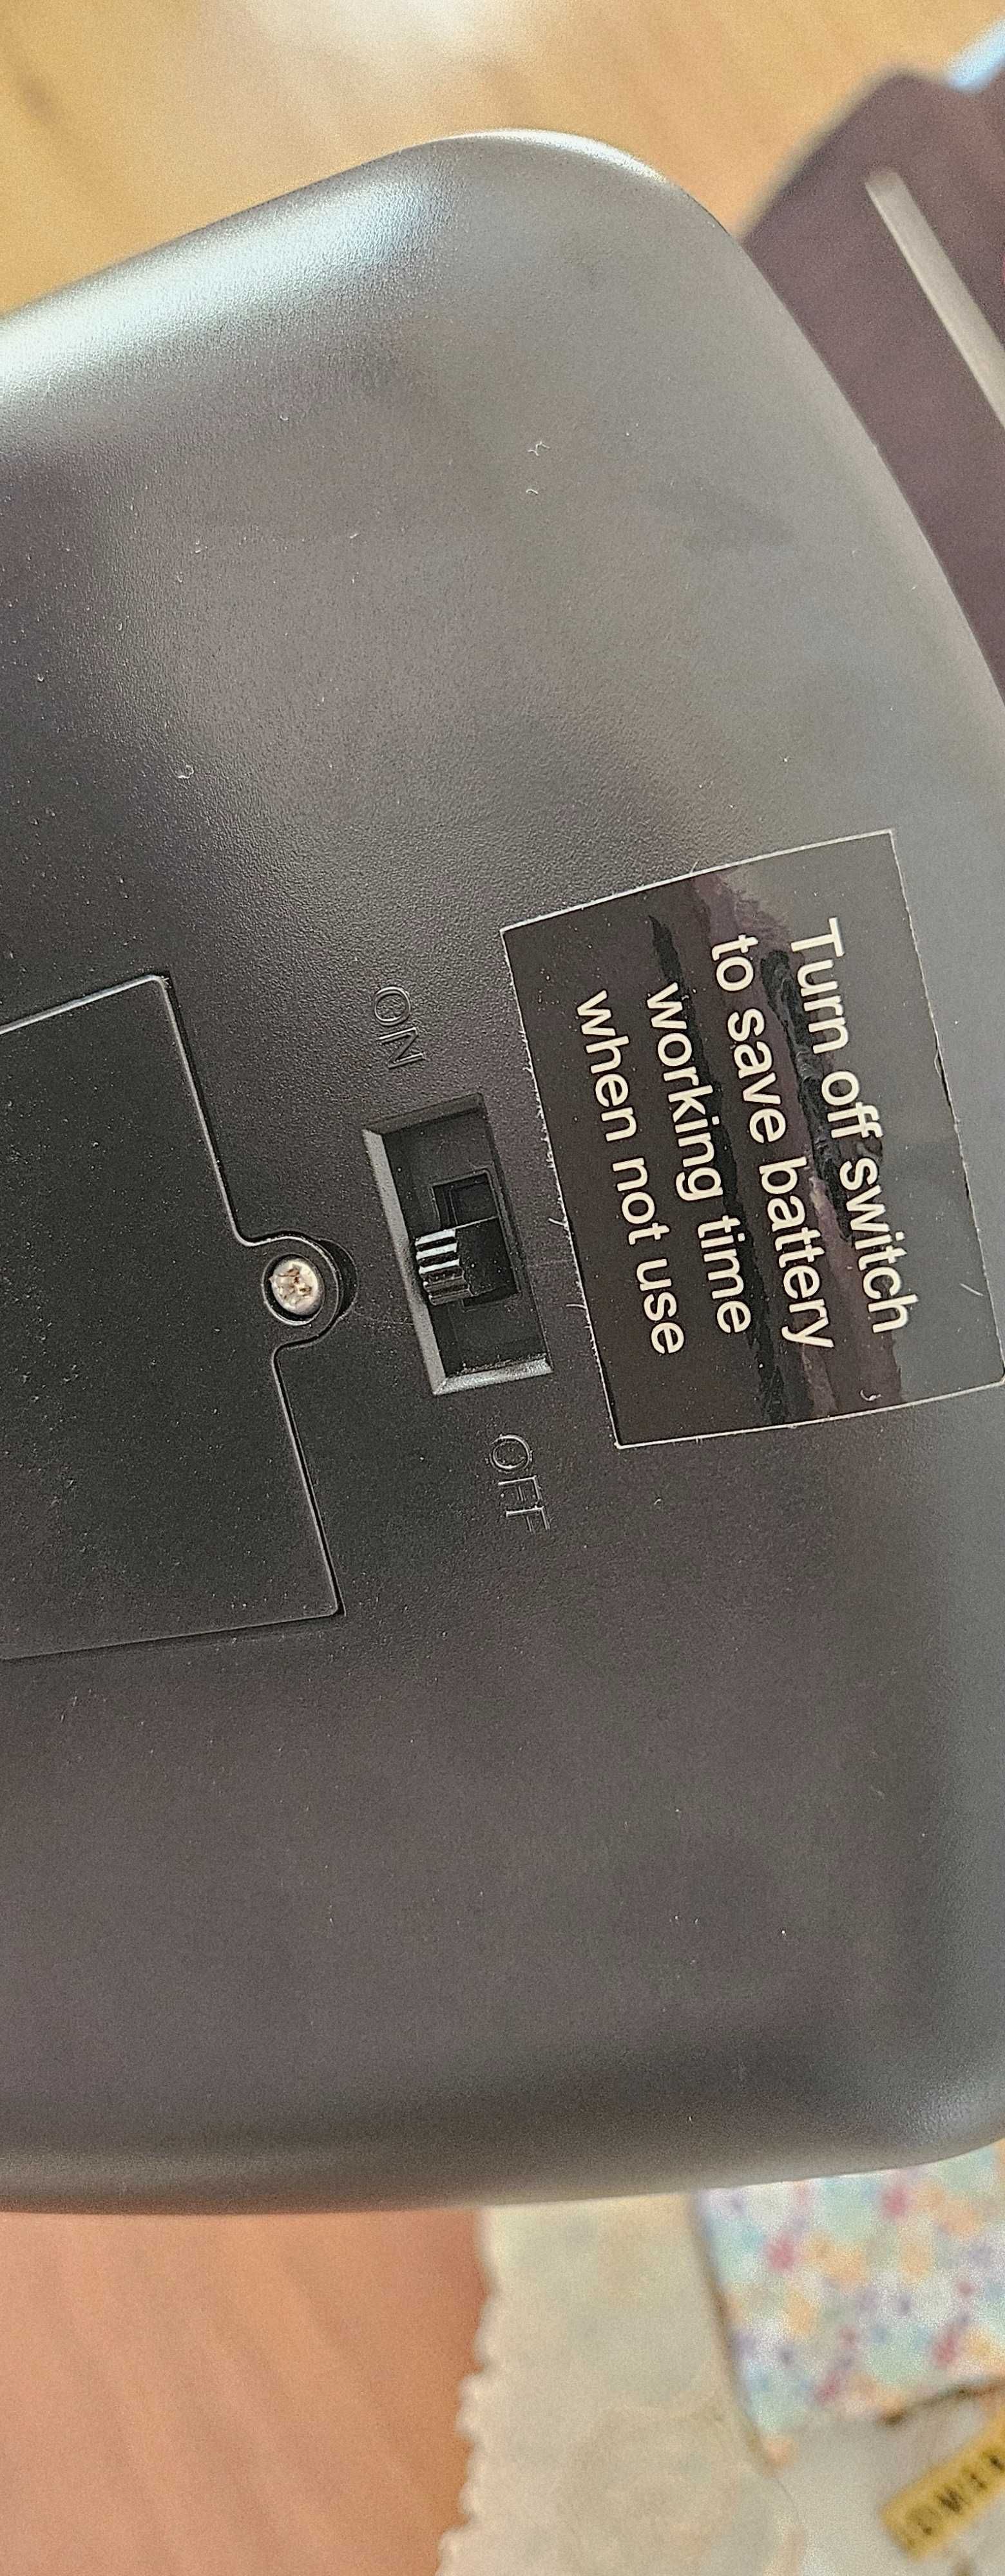 Turn off switch
to save battery
working time
when not use
ON
OFF